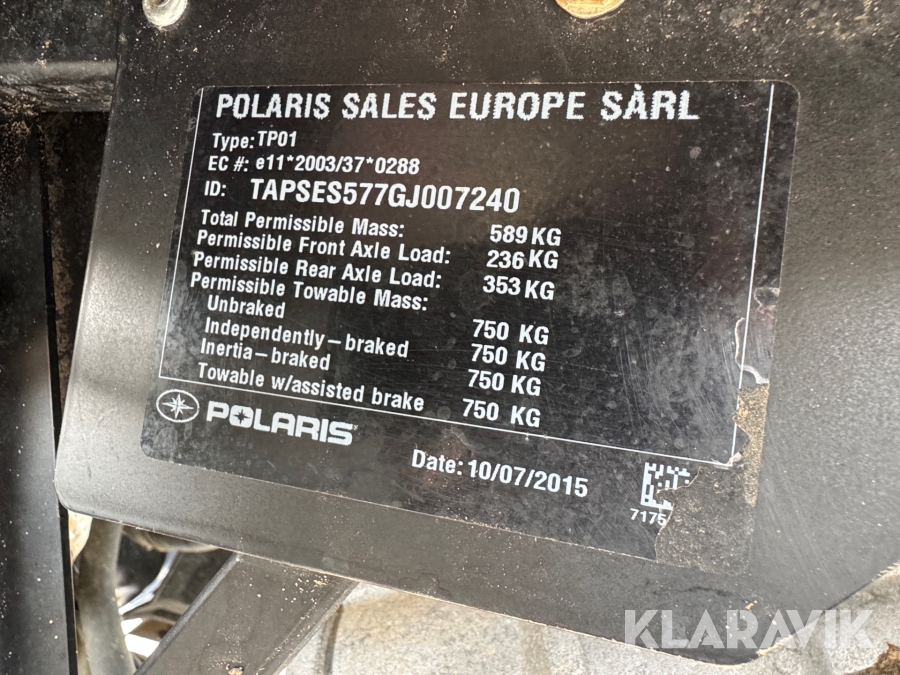 POLARIS SALES EUROPE SÀRL
Type: TP01
EC #: e11*2003/37*0288
ID: TAPSES577GJ007240
Total Permissible Mass: 589 KG
Permissible Front Axle Load: 236 KG
Permissible Rear Axle Load: 353 KG
Permissible Towable Mass:
Unbraked 750 KG
Independently-braked 750 KG
Inertia-braked 750 KG
Towable w/assisted brake 750 KG
POLARIS
Date: 10/07/2015
7175
KLARAVIK